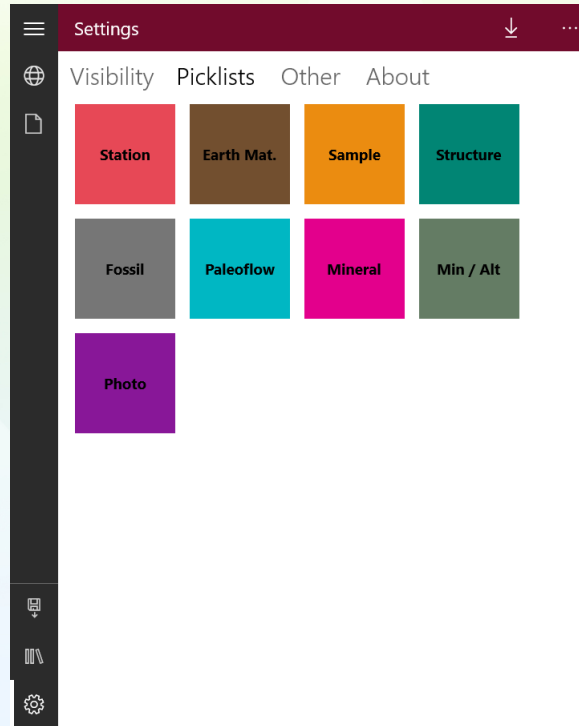 Settings
Visibility Picklists Other About
Station Earth Mat. Sample Structure
Fossil Paleoflow Mineral Min / Alt
Photo